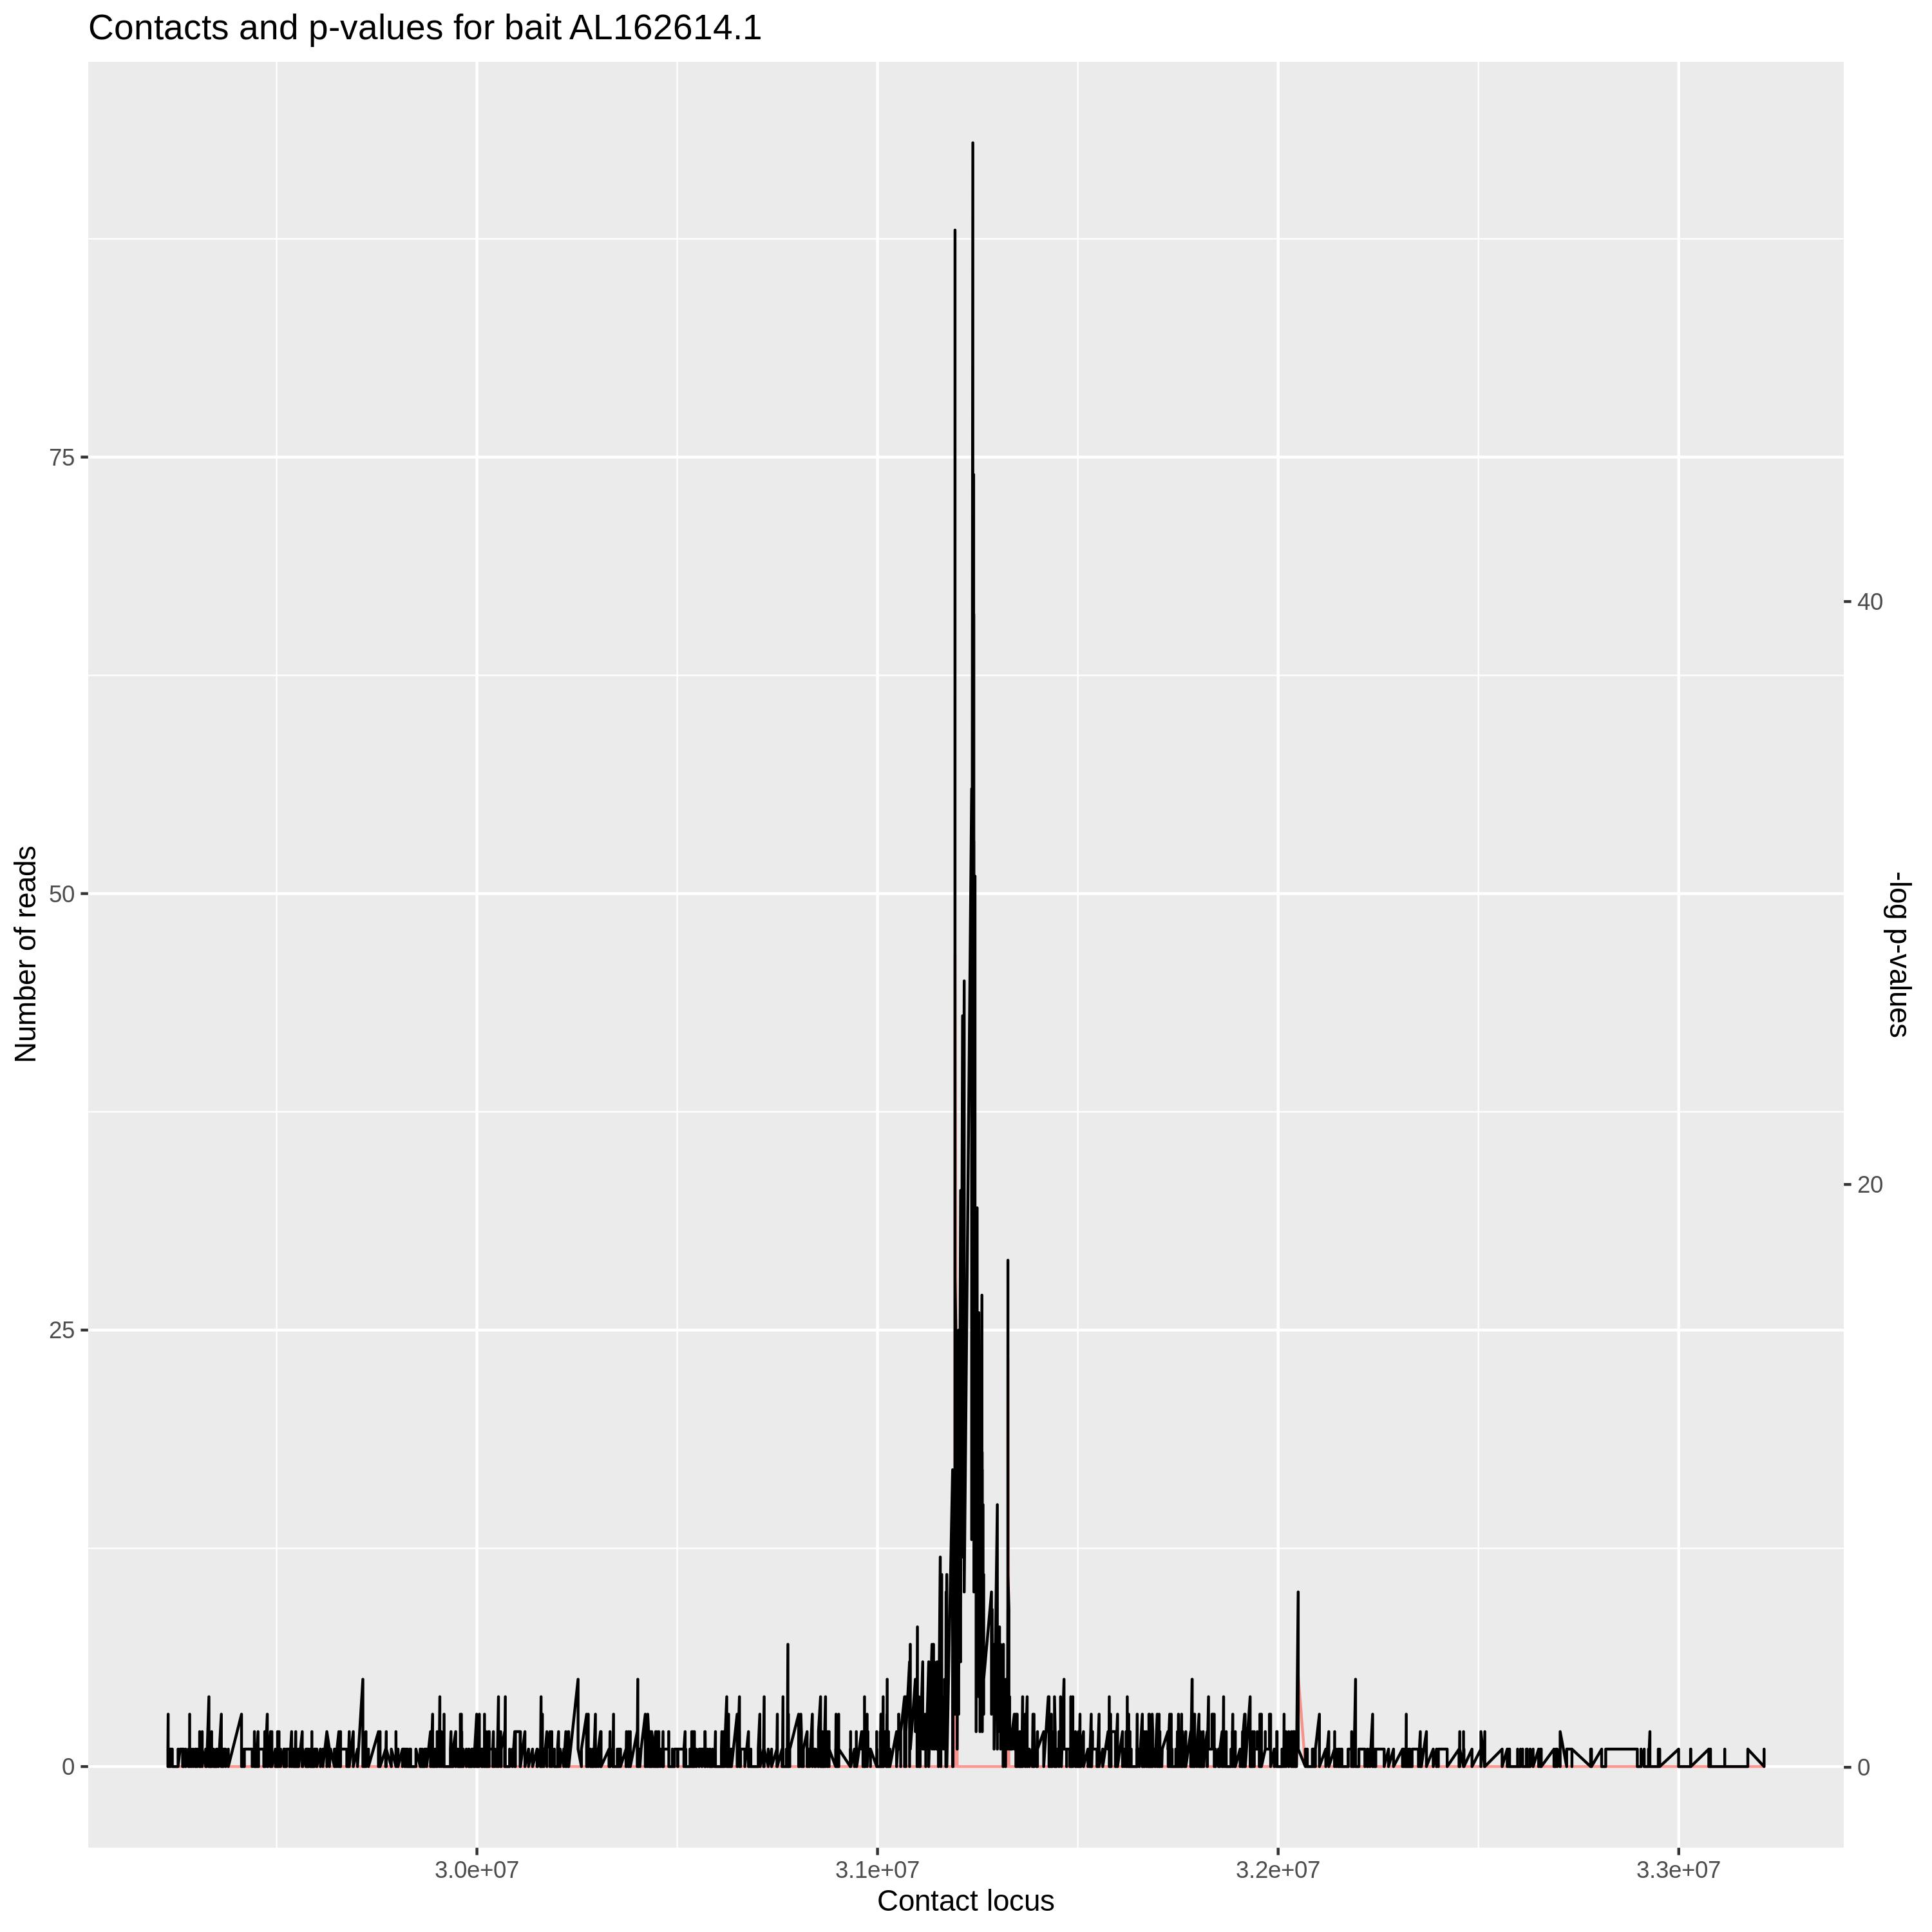 Contacts and p-values for bait AL162614.1
75
50
25
0
Number of reads
40
20
0
-log p-values
3.0e+07
3.1e+07
3.2e+07
3.3e+07
Contact locus